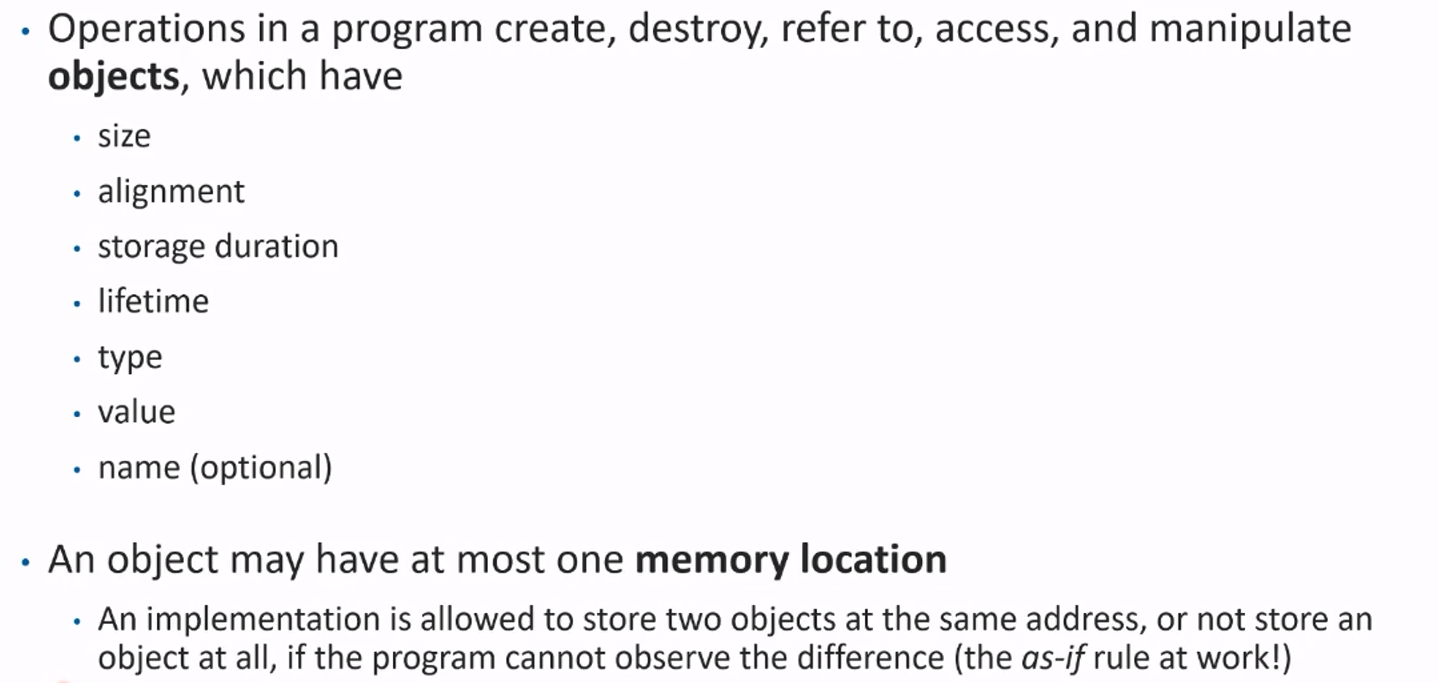 • Operations in a program create, destroy, refer to, access, and manipulate
objects, which have
• size
• alignment
• storage duration
• lifetime
• type
• value
• name (optional)
• An object may have at most one memory location
• An implementation is allowed to store two objects at the same address, or not store an
object at all, if the program cannot observe the difference (the as-if rule at work!)